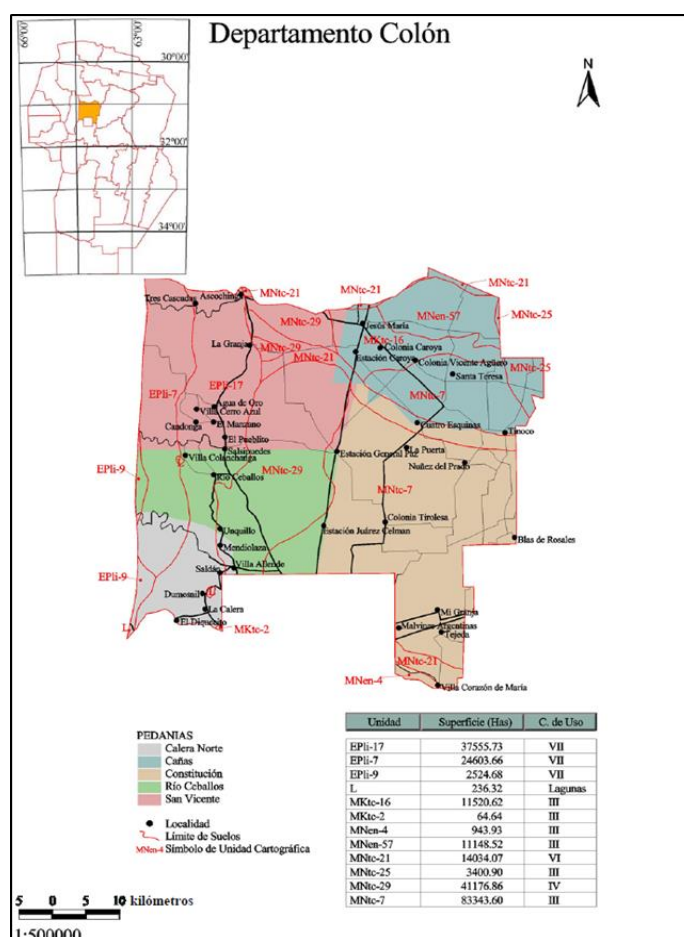 Departamento Colón
66°00'
63°00'
30°00'
32°00'
34°00'
MNtc-21
Ascochinga
Tres Cascadas
MNtc-21
MNtc-21
MNen-57
MNtc-25
MNtc-29
Jesús María
MKtc-16
La Granja
MNtc-29
Colonia Caroya
MNtc-21
Estación Caroya
Colonia Vicente Agüero
MNtc-25
Santa Teresa
EPli-7
EPli-17
Agua de Oro
Villa Cerro Azul
MNtc-7
Candonga
El Manzano
Cuatro Esquinas
Tinoco
El Pueblito
Salsipuedes
Villa Colanchanga
Estación General Paz
La Puerta
EPli-9
MNtc-29
Nuñez del Prado
Río Ceballos
MNtc-7
Unquillo
Estación Juárez Celman
Colonia Tirolesa
Blas de Rosales
Mendiolaza
Saldán
Villa Allende
EPli-9
Dumesnil
La Calera
Mi Granja
L
El Diquecito
MKtc-2
Malvinas Argentinas
Tejeda
MNtc-21
MNen-4
Villa Corazón de María
PEDANIAS
Calera Norte
Cañas
Constitución
Río Ceballos
San Vicente
Localidad
Límite de Suelos
MNen-4 Símbolo de Unidad Cartográfica
5 0 5 10 kilómetros
1:500000
Unidad Superficie (Has) C. de Uso
EPli-17 37555.73 VII
EPli-7 24603.66 VII
EPli-9 2524.68 VII
L 236.32 Lagunas
MKtc-16 11520.62 III
MKtc-2 64.64 III
MNen-4 943.93 III
MNen-57 11148.52 III
MNtc-21 14034.07 VI
MNtc-25 3400.90 III
MNtc-29 41176.86 IV
MNtc-7 83343.60 III